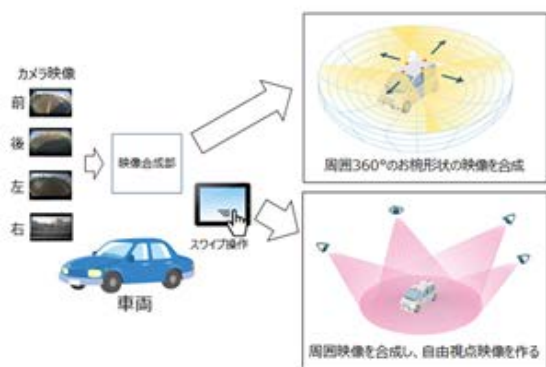 カメラ映像
前
後
左
右
映像合成部
スワイプ操作
車両
周囲360°のお椀形状の映像を合成
周囲映像を合成し、自由視点映像を作る